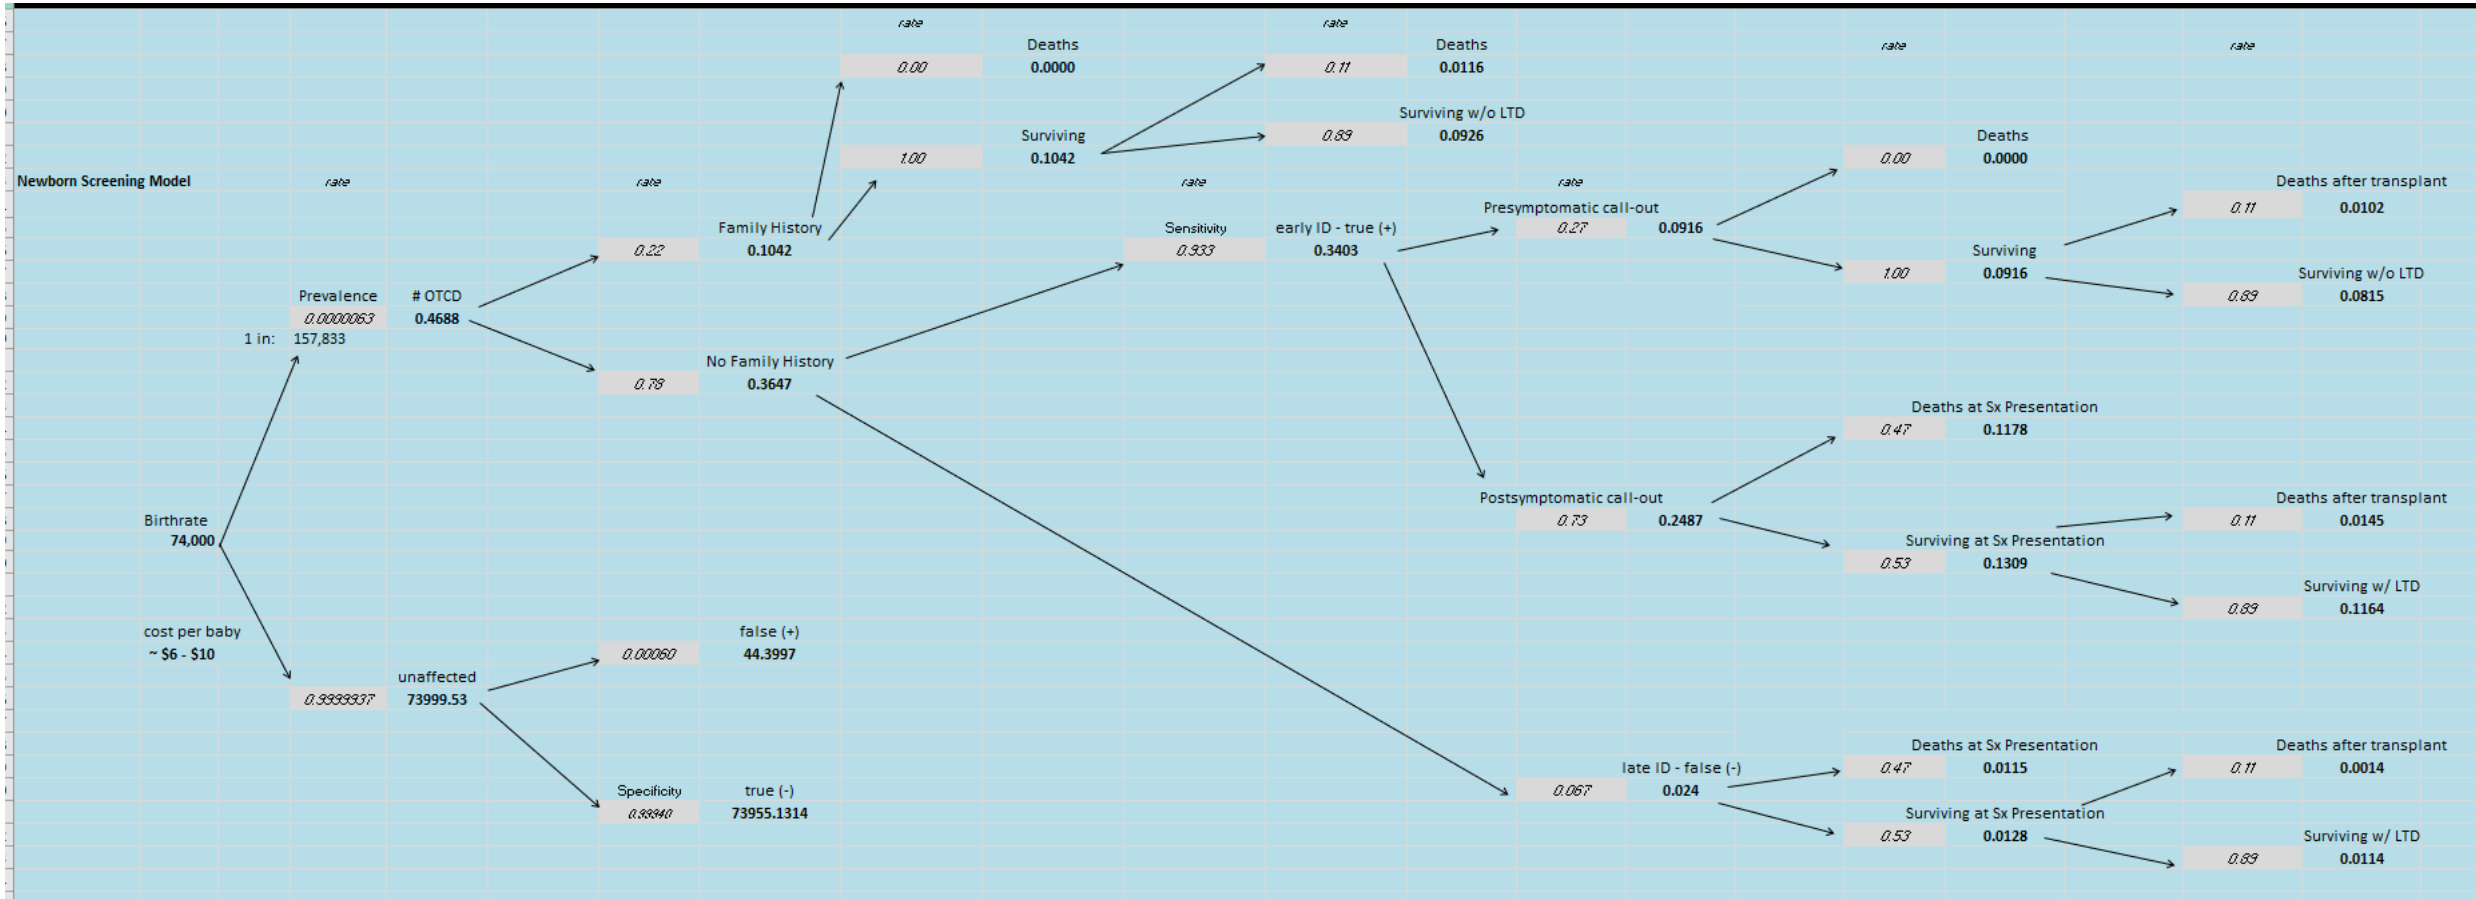 rate rate
Deaths Deaths rate rate
0.00 0.0000 0.11 0.0116
Surviving w/o LTD
Surviving 0.89 0.0926 Deaths
1.00 0.1042 0.00 0.0000
Newborn Screening Model rate rate rate rate Deaths after transplant
Presymptomatic call-out 0.11 0.0102
Family History Sensitivity early ID - true (+) 0.27 0.0916
0.22 0.1042 0.933 0.3403 Surviving
1.00 0.0916 Surviving w/o LTD
Prevalence # OTCD 0.89 0.0815
0.0000063 0.4688
1 in: 157,833
No Family History
0.78 0.3647
Deaths at Sx Presentation
0.47 0.1178
Postsymptomatic call-out Deaths after transplant
Birthrate 0.73 0.2487 0.11 0.0145
74,000 Surviving at Sx Presentation
0.53 0.1309
Surviving w/ LTD
0.89 0.1164
cost per baby false (+)
~ $6 - $10 0.00060 44.3997
unaffected
0.9999937 73999.53
Deaths at Sx Presentation Deaths after transplant
late ID - false (-) 0.47 0.0115 0.11 0.0014
Specificity true (-) 0.067 0.024
0.99940 73955.1314 Surviving at Sx Presentation
0.53 0.0128 Surviving w/ LTD
0.89 0.0114